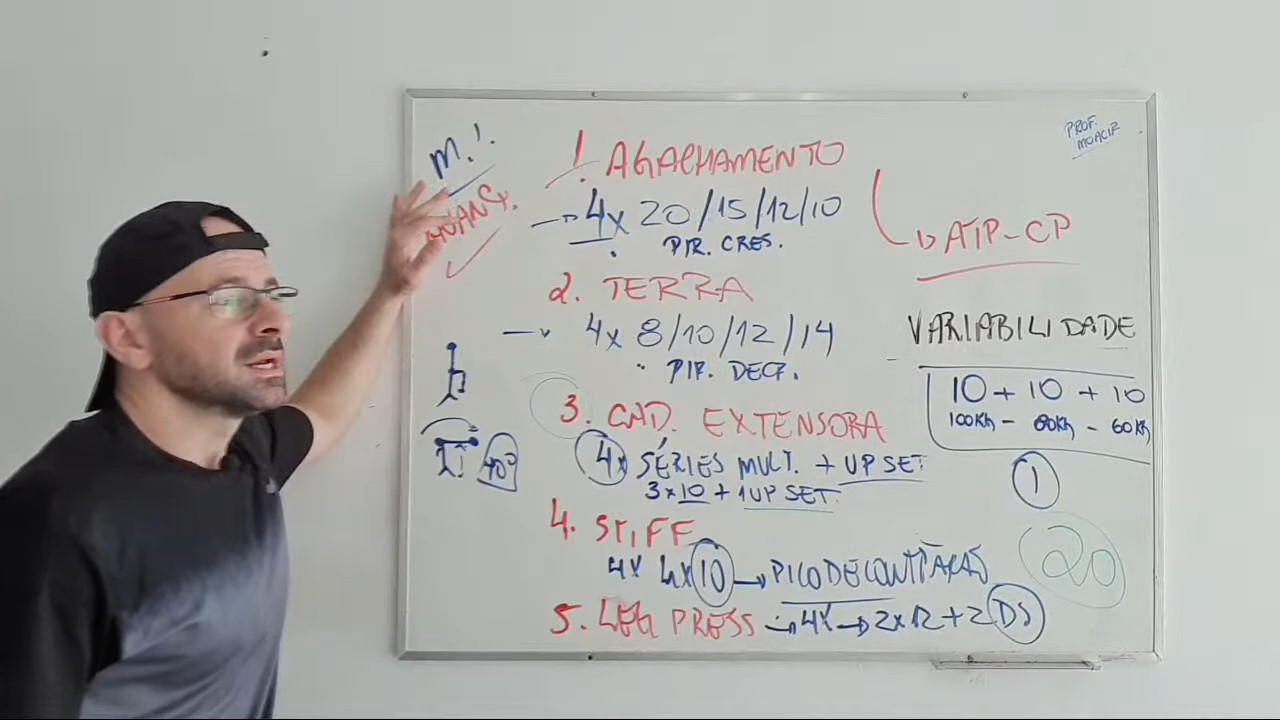 PROF.
MOACIR
M.I.
1. AGACHAMENTO
4x 20/15/12/10
PIR. CRES.
ATP-CP
2. TERRA
4x 8/10/12/14
PIR. DECR.
VARIABILIDADE
10 + 10 + 10
100Kg - 80Kg - 60Kg
1
3. CAD. EXTENSORA
4x SÉRIES MULT. + UP SET
3x10 + 1 UP SET.
90°
4. STIFF
4x 4x10 → PICO DE CONTRAÇÃO
20
5. LEG PRESS → 4x → 2x12 + 2 DS